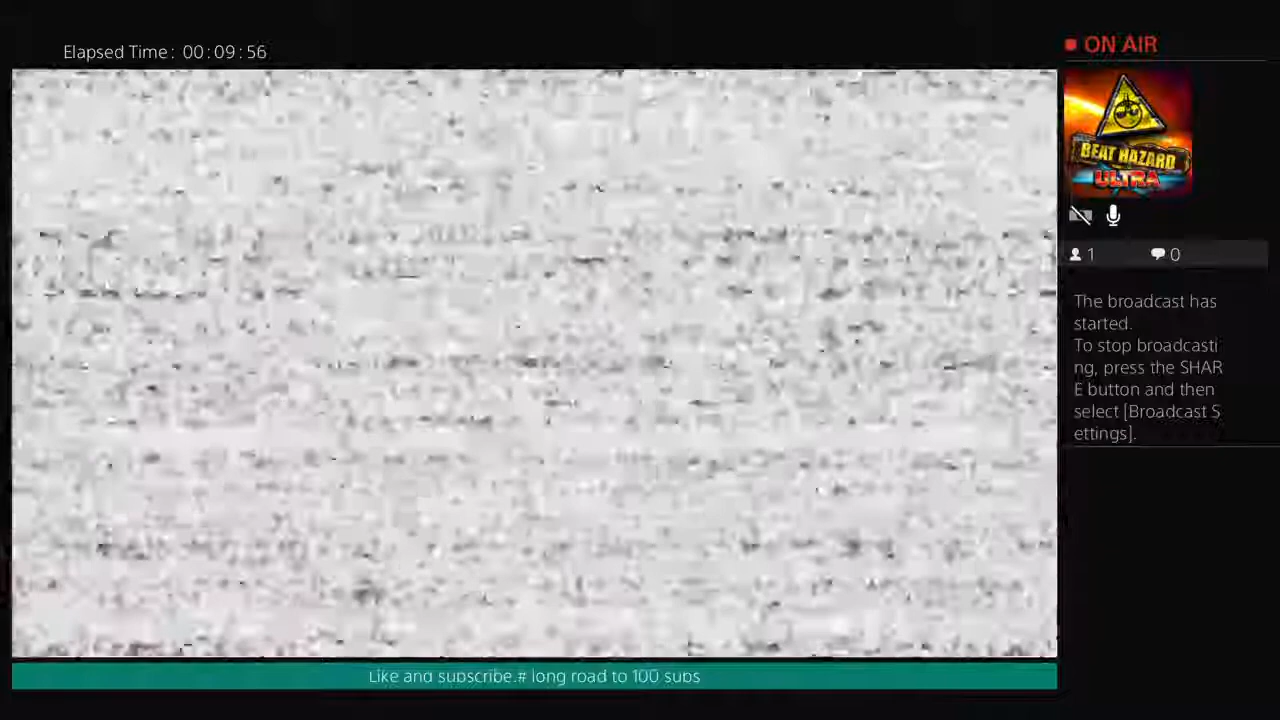 Elapsed Time: 00:09:56
ON AIR
BEAT HAZARD
ULTRA
1
0
The broadcast has
started.
To stop broadcasti
ng, press the SHAR
E button and then
select [Broadcast S
ettings].
Like and subscribe.# long road to 100 subs